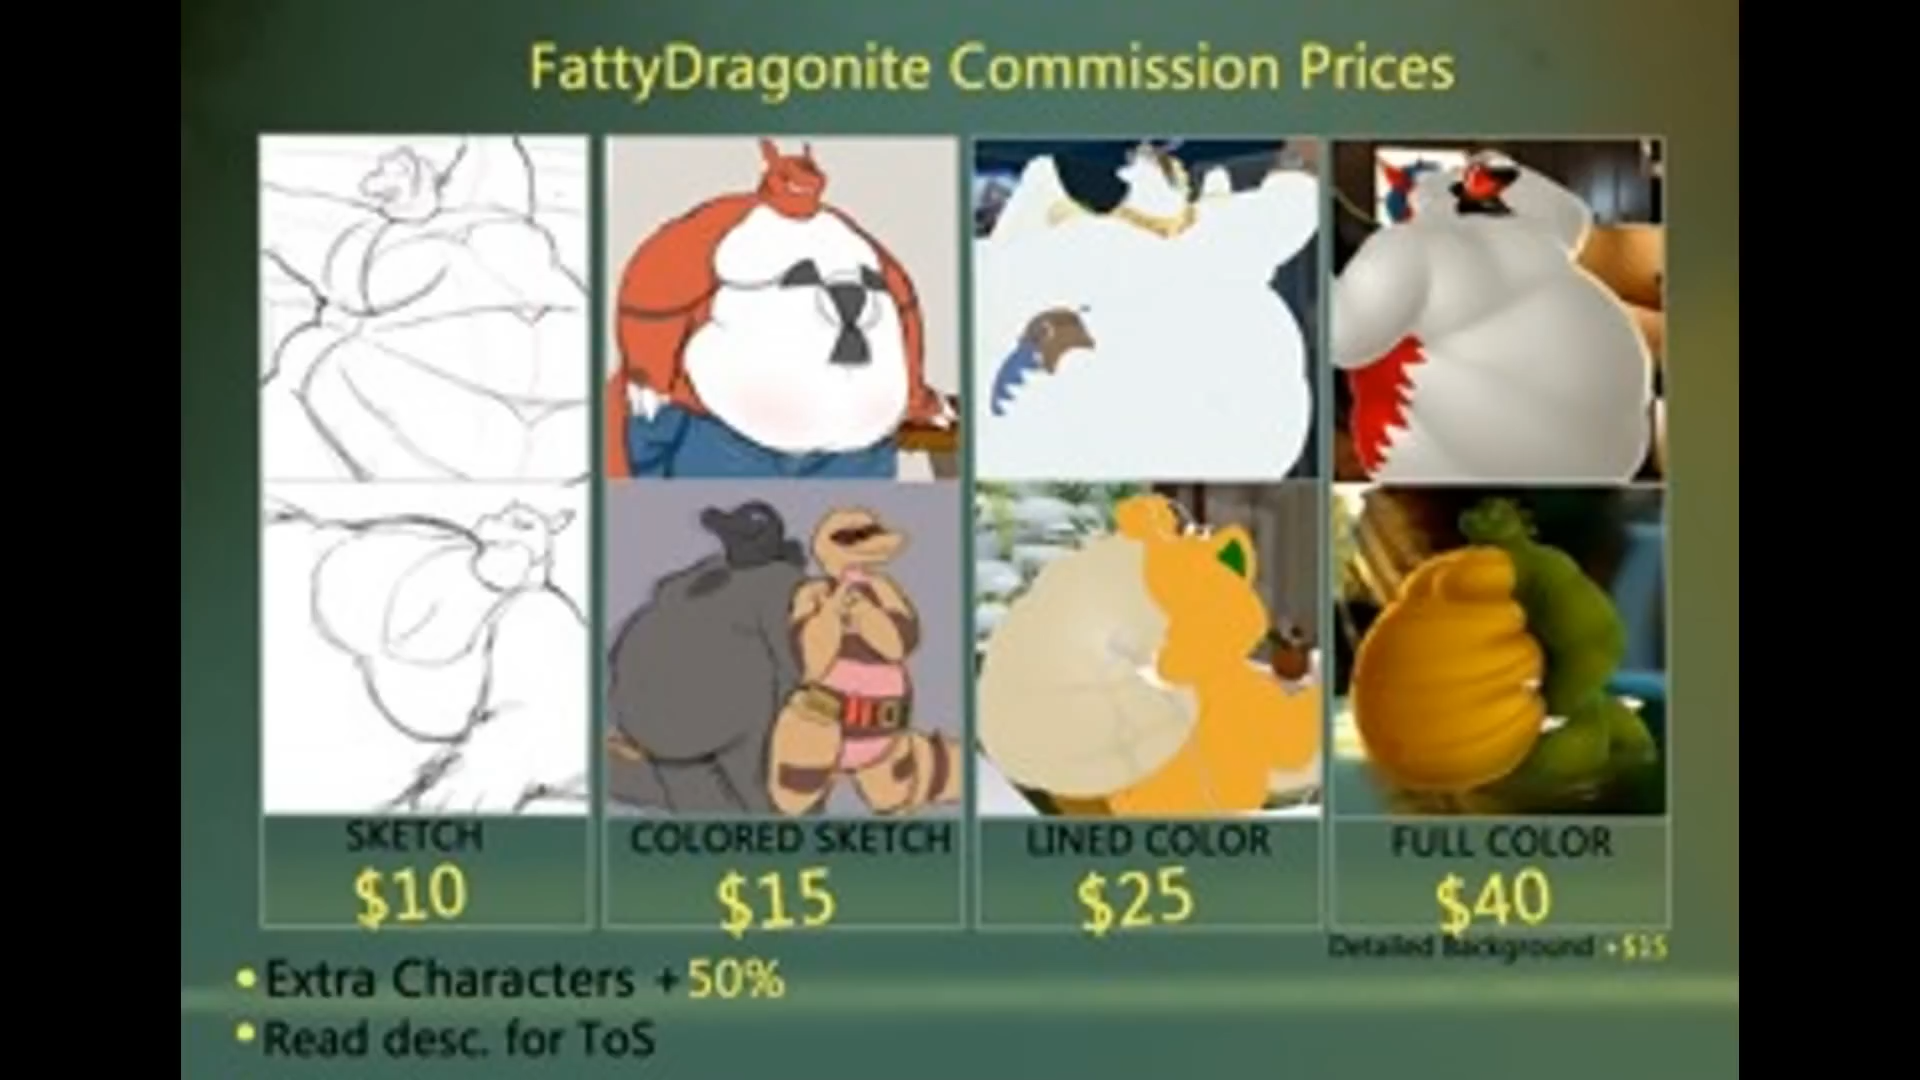 FattyDragonite Commission Prices
SKETCH
$10
COLORED SKETCH
$15
LINED COLOR
$25
FULL COLOR
$40
Detailed Background +$15
• Extra Characters +50%
• Read desc. for ToS